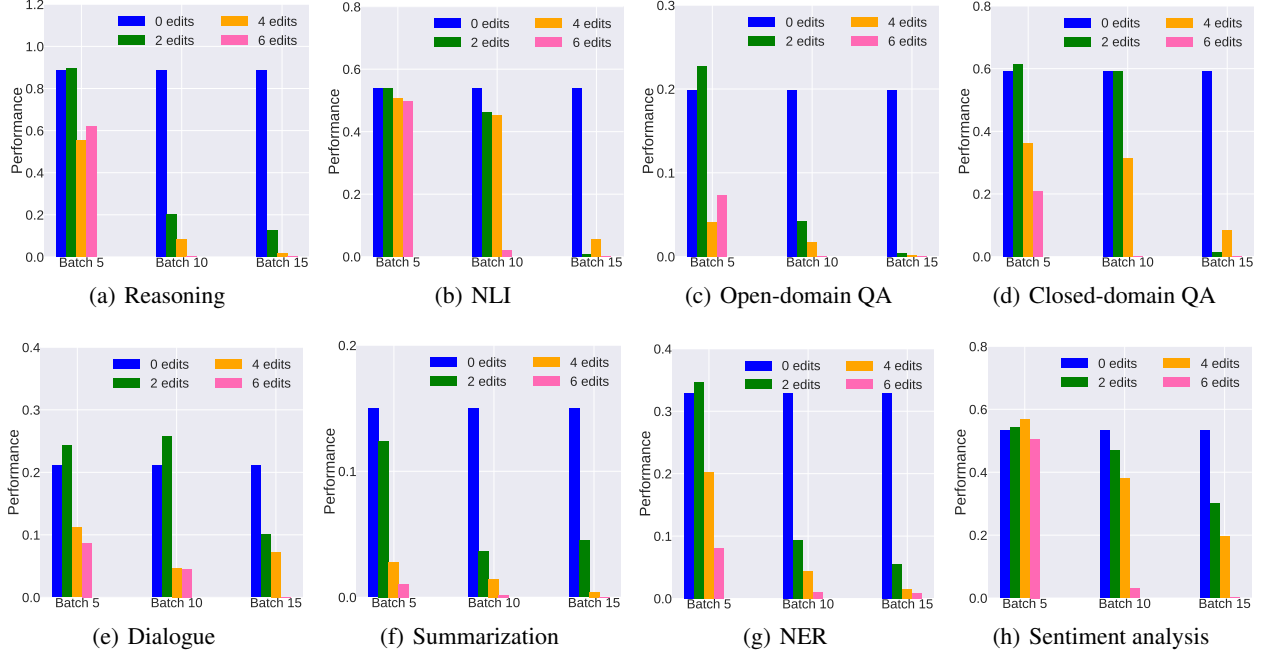 0 edits 4 edits
2 edits 6 edits
Performance
1.2
1.0
0.8
0.6
0.4
0.2
0.0
Batch 5 Batch 10 Batch 15
(a) Reasoning
0 edits 4 edits
2 edits 6 edits
Performance
0.8
0.6
0.4
0.2
0.0
Batch 5 Batch 10 Batch 15
(b) NLI
0 edits 4 edits
2 edits 6 edits
Performance
0.3
0.2
0.1
0.0
Batch 5 Batch 10 Batch 15
(c) Open-domain QA
0 edits 4 edits
2 edits 6 edits
Performance
0.8
0.6
0.4
0.2
0.0
Batch 5 Batch 10 Batch 15
(d) Closed-domain QA
0 edits 4 edits
2 edits 6 edits
Performance
0.4
0.3
0.2
0.1
0.0
Batch 5 Batch 10 Batch 15
(e) Dialogue
0 edits 4 edits
2 edits 6 edits
Performance
0.2
0.1
0.0
Batch 5 Batch 10 Batch 15
(f) Summarization
0 edits 4 edits
2 edits 6 edits
Performance
0.4
0.3
0.2
0.1
0.0
Batch 5 Batch 10 Batch 15
(g) NER
0 edits 4 edits
2 edits 6 edits
Performance
0.8
0.6
0.4
0.2
0.0
Batch 5 Batch 10 Batch 15
(h) Sentiment analysis